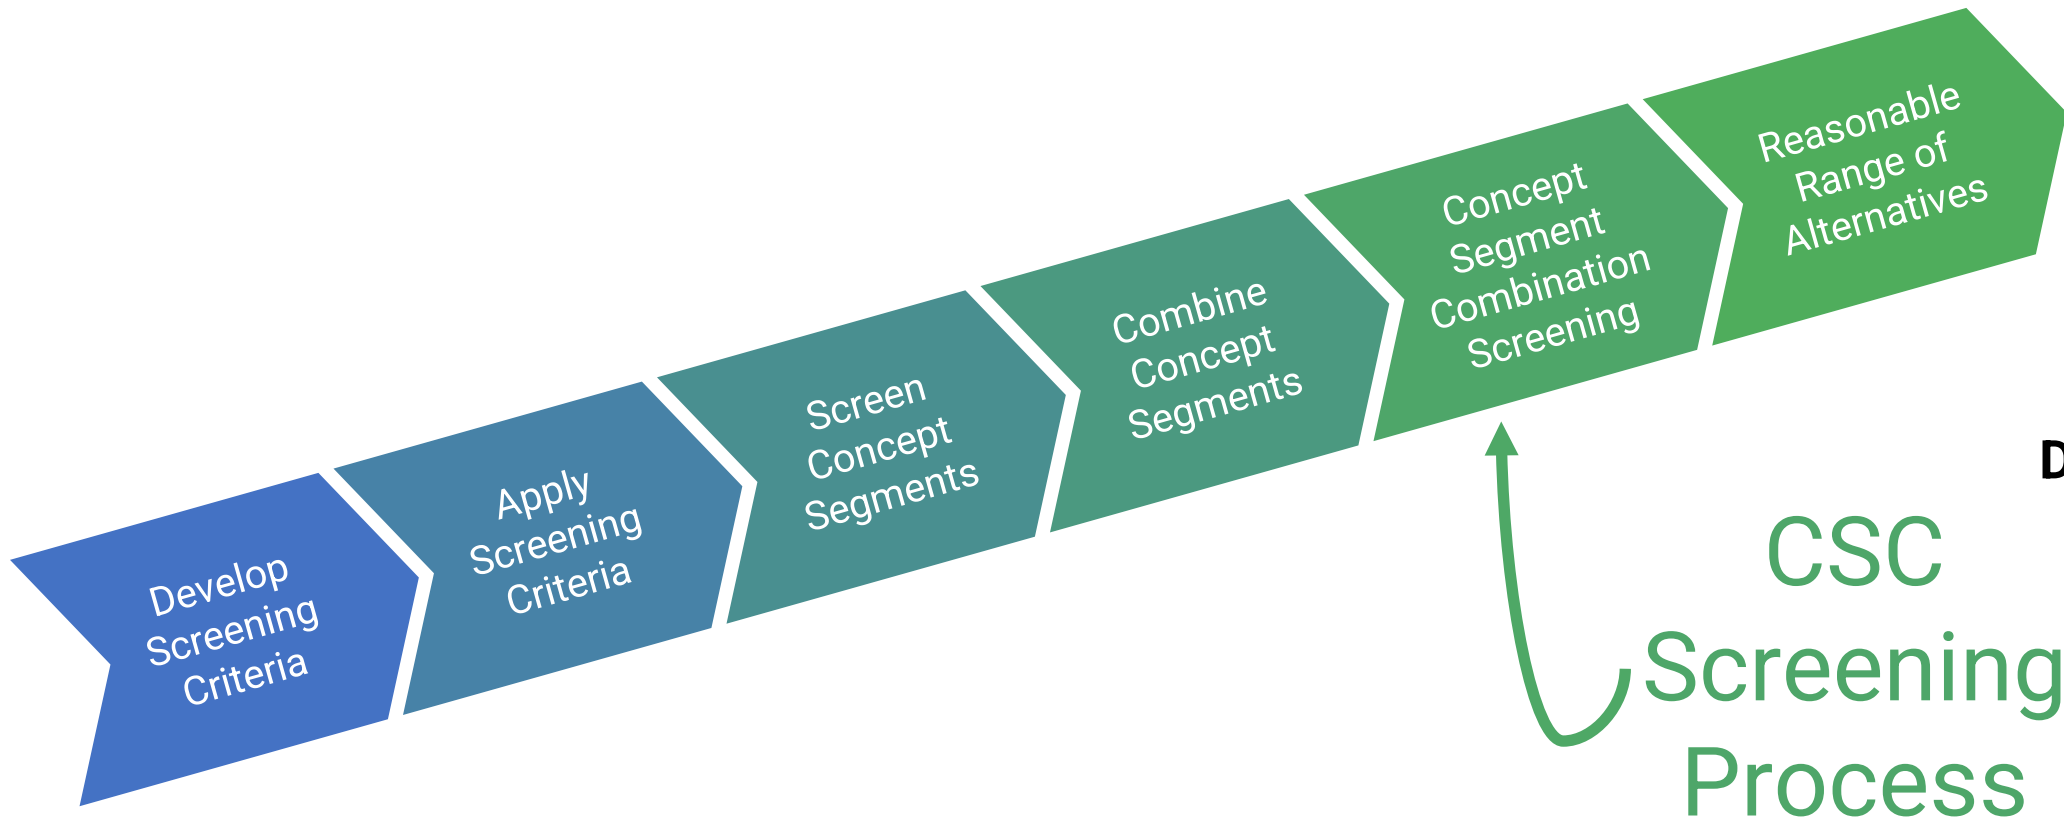 Develop
Screening
Criteria
Apply
Screening
Criteria
Screen
Concept
Segments
Combine
Concept
Segments
Concept
Segment
Combination
Screening
Reasonable
Range of
Alternatives
D
CSC
Screening
Process